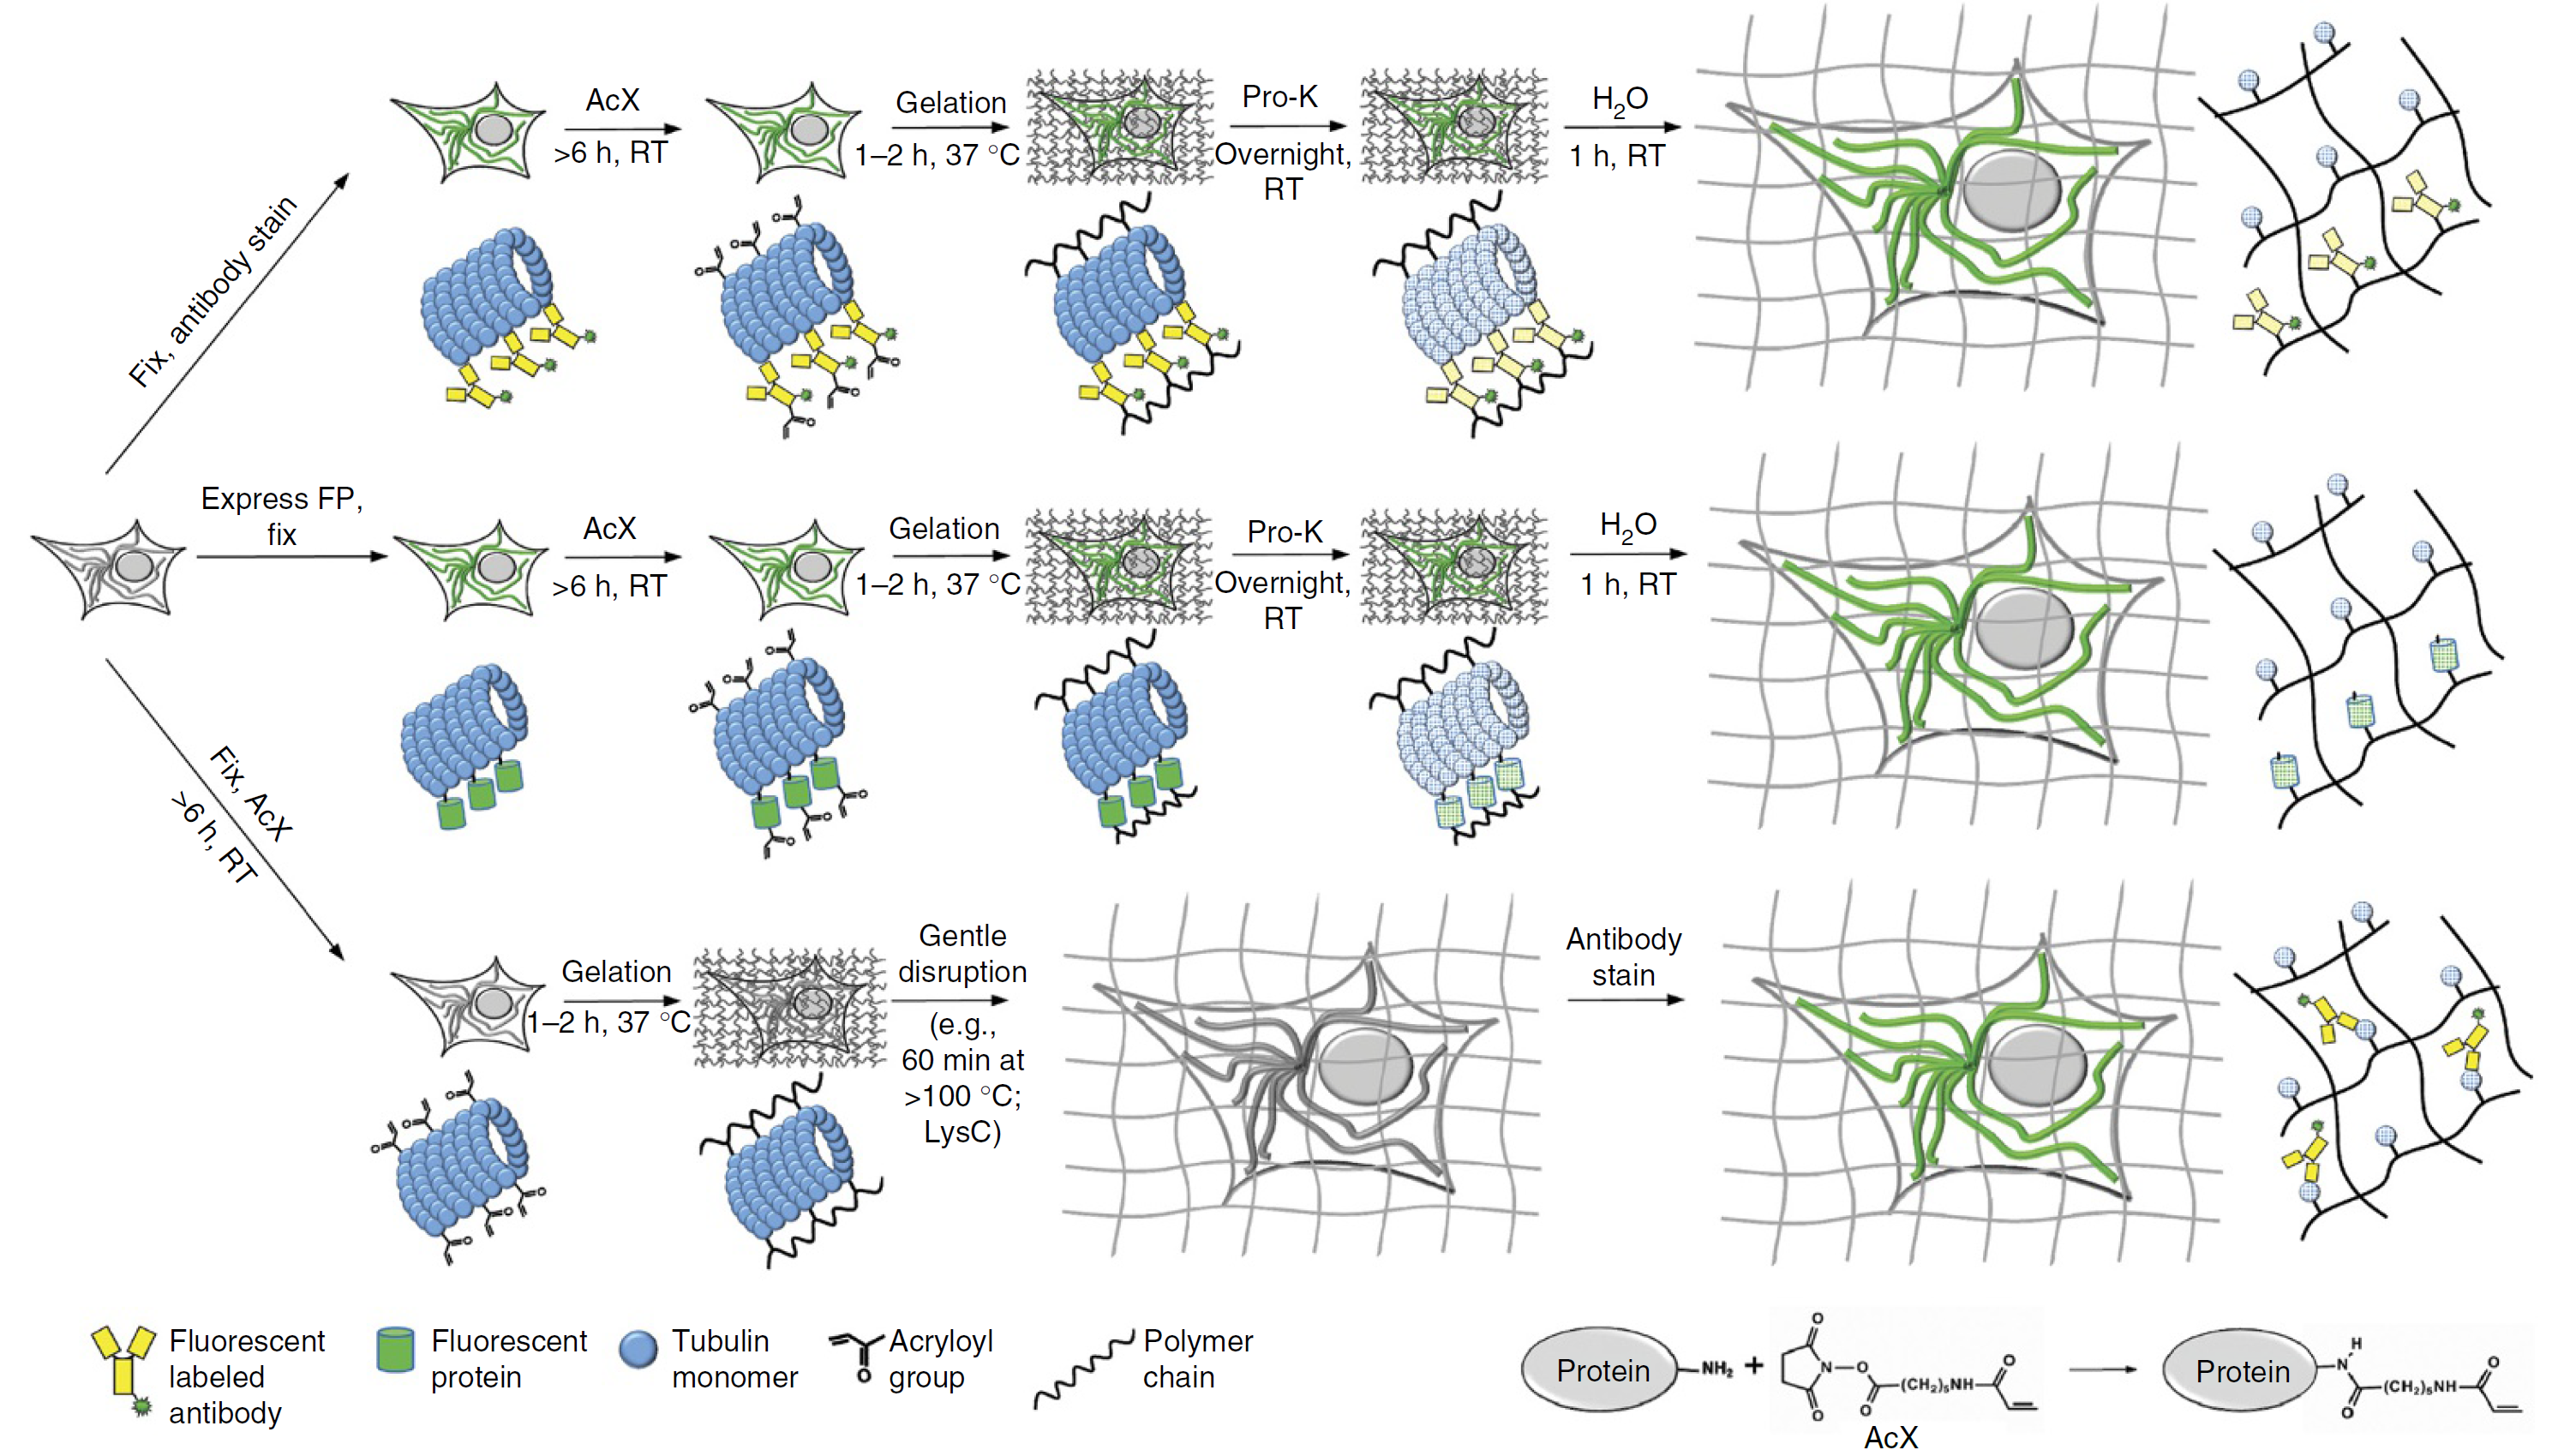 Fix, antibody stain
AcX
>6 h, RT
Gelation
1–2 h, 37 °C
Pro-K
Overnight,
RT
H2O
1 h, RT
Express FP,
fix
AcX
>6 h, RT
Gelation
1–2 h, 37 °C
Pro-K
Overnight,
RT
H2O
1 h, RT
Fix, AcX
>6 h, RT
Gelation
1–2 h, 37 °C
Gentle
disruption
(e.g.,
60 min at
>100 °C;
LysC)
Antibody
stain
Fluorescent
labeled
antibody
Fluorescent
protein
Tubulin
monomer
Acryloyl
group
O
Polymer
chain
Protein
NH2
+
O
N
O
O
O
(CH2)5NH
O
AcX
Protein
H
N
O
(CH2)5NH
O